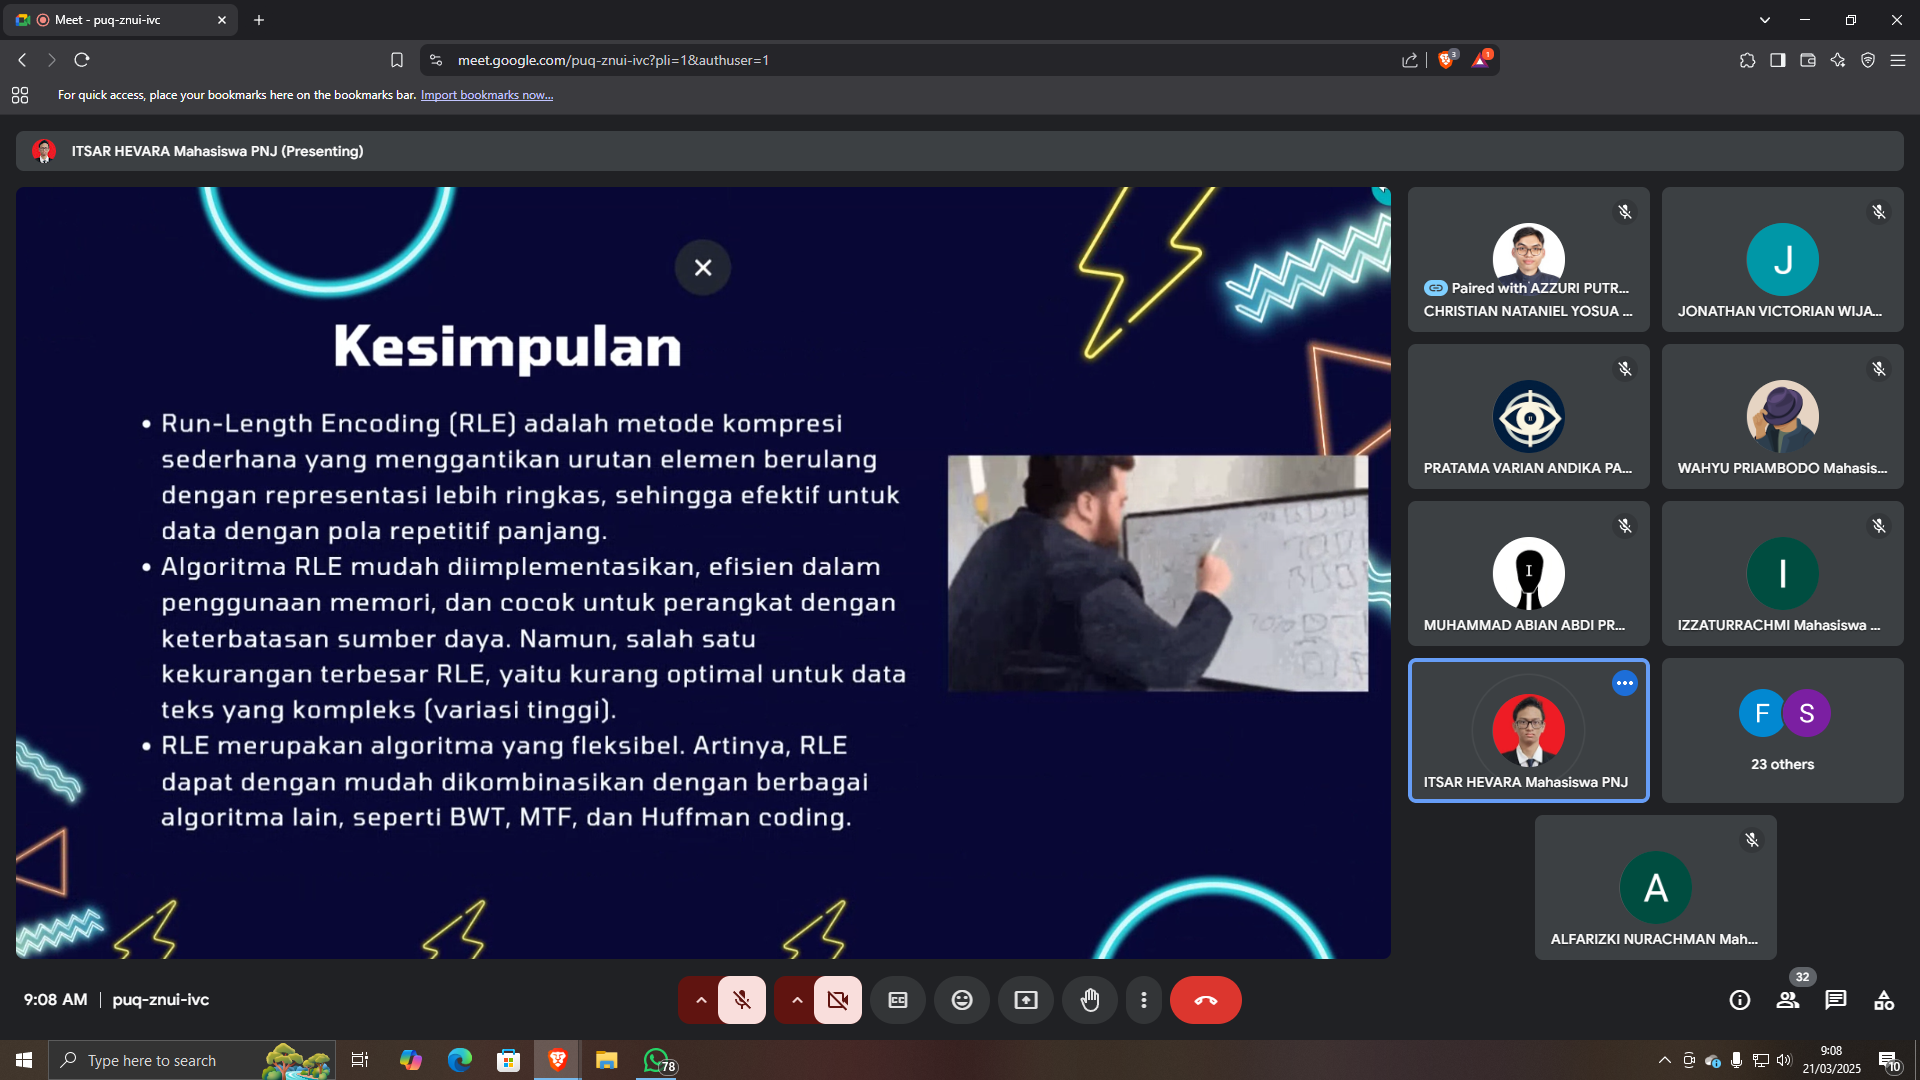 Meet - puq-znui-ivc
meet.google.com/puq-znui-ivc?pli=1&authuser=1
3
1
For quick access, place your bookmarks here on the bookmarks bar. Import bookmarks now...
ITSAR HEVARA Mahasiswa PNJ (Presenting)
Kesimpulan
• Run-Length Encoding (RLE) adalah metode kompresi
sederhana yang menggantikan urutan elemen berulang
dengan representasi lebih ringkas, sehingga efektif untuk
data dengan pola repetitif panjang.
• Algoritma RLE mudah diimplementasikan, efisien dalam
penggunaan memori, dan cocok untuk perangkat dengan
keterbatasan sumber daya. Namun, salah satu
kekurangan terbesar RLE, yaitu kurang optimal untuk data
teks yang kompleks (variasi tinggi).
• RLE merupakan algoritma yang fleksibel. Artinya, RLE
dapat dengan mudah dikombinasikan dengan berbagai
algoritma lain, seperti BWT, MTF, dan Huffman coding.
Paired with AZZURI PUTR...
CHRISTIAN NATANIEL YOSUA ...
J
JONATHAN VICTORIAN WIJA...
PRATAMA VARIAN ANDIKA PA...
WAHYU PRIAMBODO Mahasis...
I
MUHAMMAD ABIAN ABDI PR...
I
IZZATURRACHMI Mahasiswa ...
ITSAR HEVARA Mahasiswa PNJ
F S
23 others
A
ALFARIZKI NURACHMAN Mah...
9:08 AM | puq-znui-ivc
CC
32
Type here to search
78
9:08
21/03/2025
10